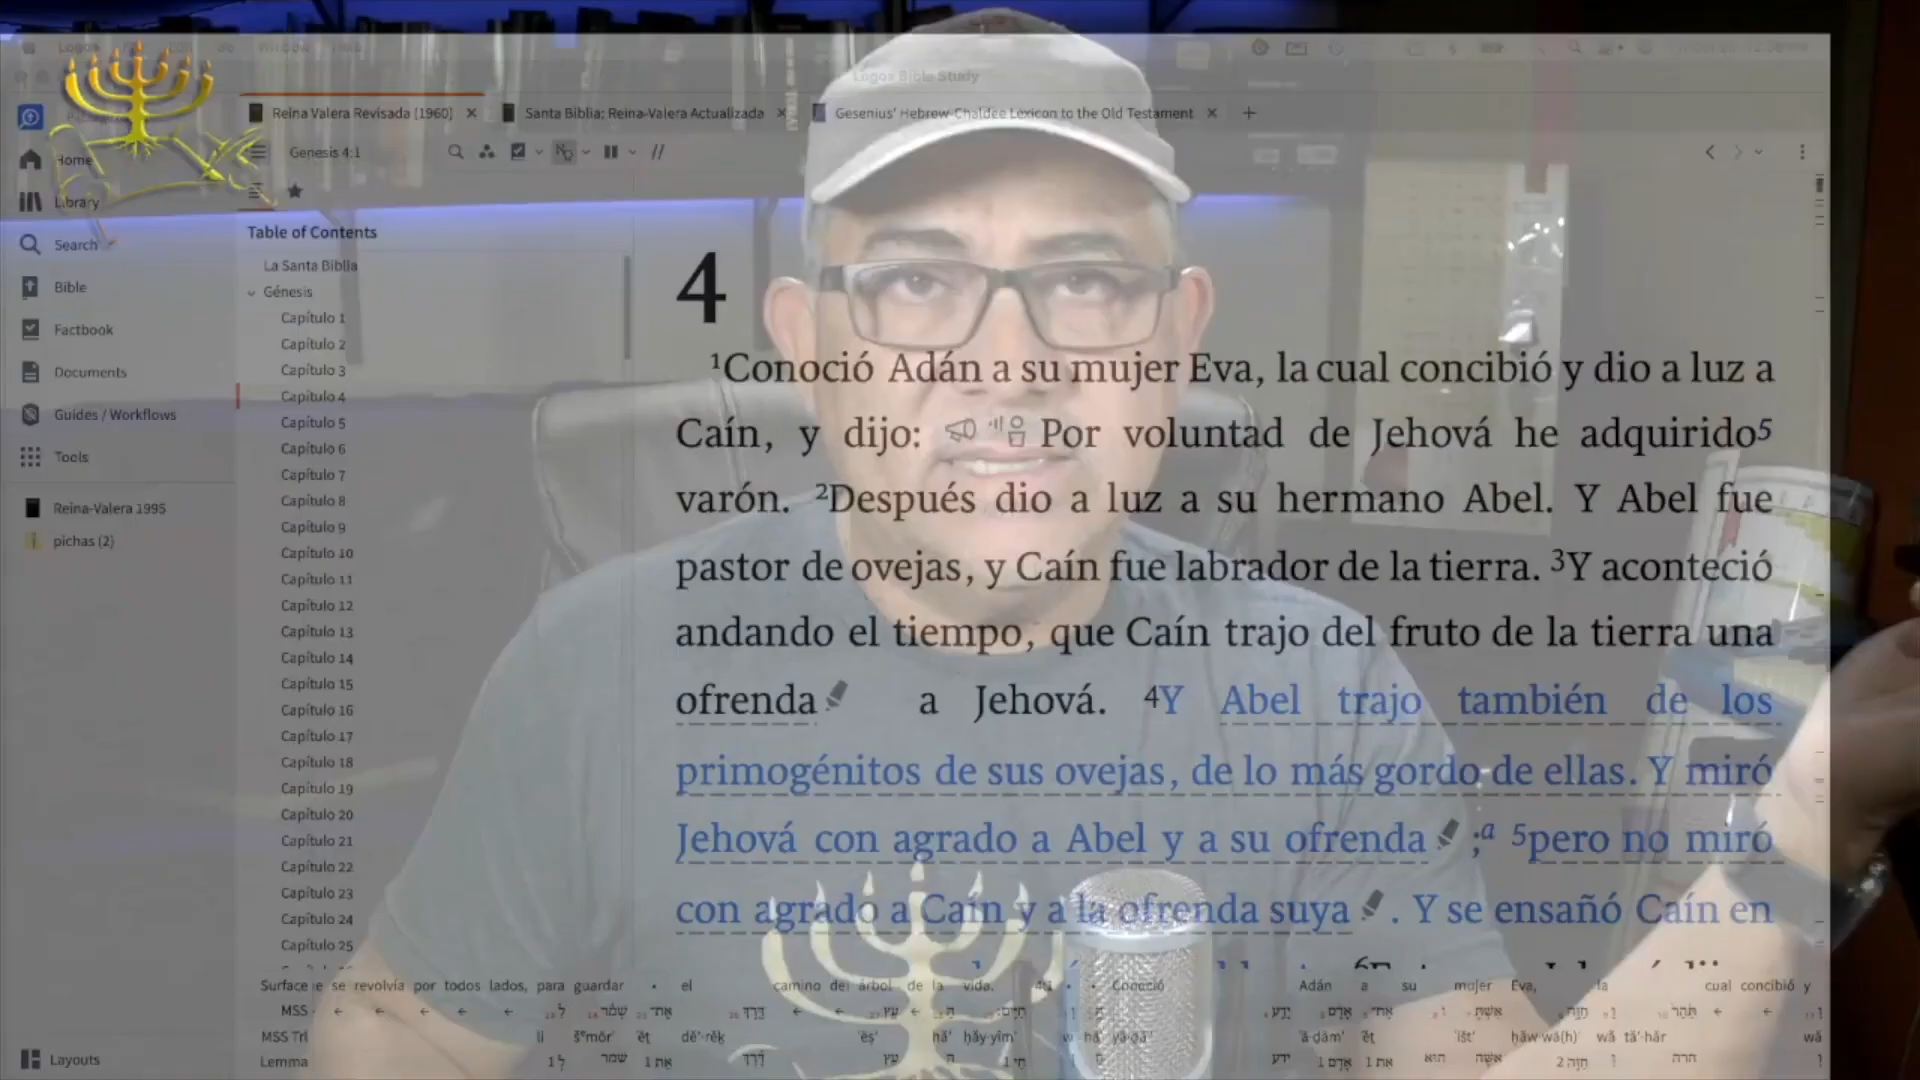 Logos Bible Study
Reina Valera Revisada (1960)
Santa Biblia: Reina-Valera Actualizada
Gesenius' Hebrew-Chaldee Lexicon to the Old Testament
Genesis 4:1
Home
Library
Search
Bible
Factbook
Documents
Guides / Workflows
Tools
Reina-Valera 1995
pichas (2)
Layouts
Table of Contents
La Santa Biblia
Génesis
Capítulo 1
Capítulo 2
Capítulo 3
Capítulo 4
Capítulo 5
Capítulo 6
Capítulo 7
Capítulo 8
Capítulo 9
Capítulo 10
Capítulo 11
Capítulo 12
Capítulo 13
Capítulo 14
Capítulo 15
Capítulo 16
Capítulo 17
Capítulo 18
Capítulo 19
Capítulo 20
Capítulo 21
Capítulo 22
Capítulo 23
Capítulo 24
Capítulo 25
4
1Conoció Adán a su mujer Eva, la cual concibió y dio a luz a
Caín, y dijo: Por voluntad de Jehová he adquirido5
varón. 2Después dio a luz a su hermano Abel. Y Abel fue
pastor de ovejas, y Caín fue labrador de la tierra. 3Y aconteció
andando el tiempo, que Caín trajo del fruto de la tierra una
ofrenda a Jehová. 4Y Abel trajo también de los
primogénitos de sus ovejas, de lo más gordo de ellas. Y miró
Jehová con agrado a Abel y a su ofrenda ;a 5pero no miró
con agrado a Caín y a la ofrenda suya . Y se ensañó Caín en
Surface se revolvía por todos lados, para guardar • el camino del árbol de la vida. 4:1 • Conoció Adán a su mujer Eva, la cual concibió y
MSS
MSS Trl
Lemma